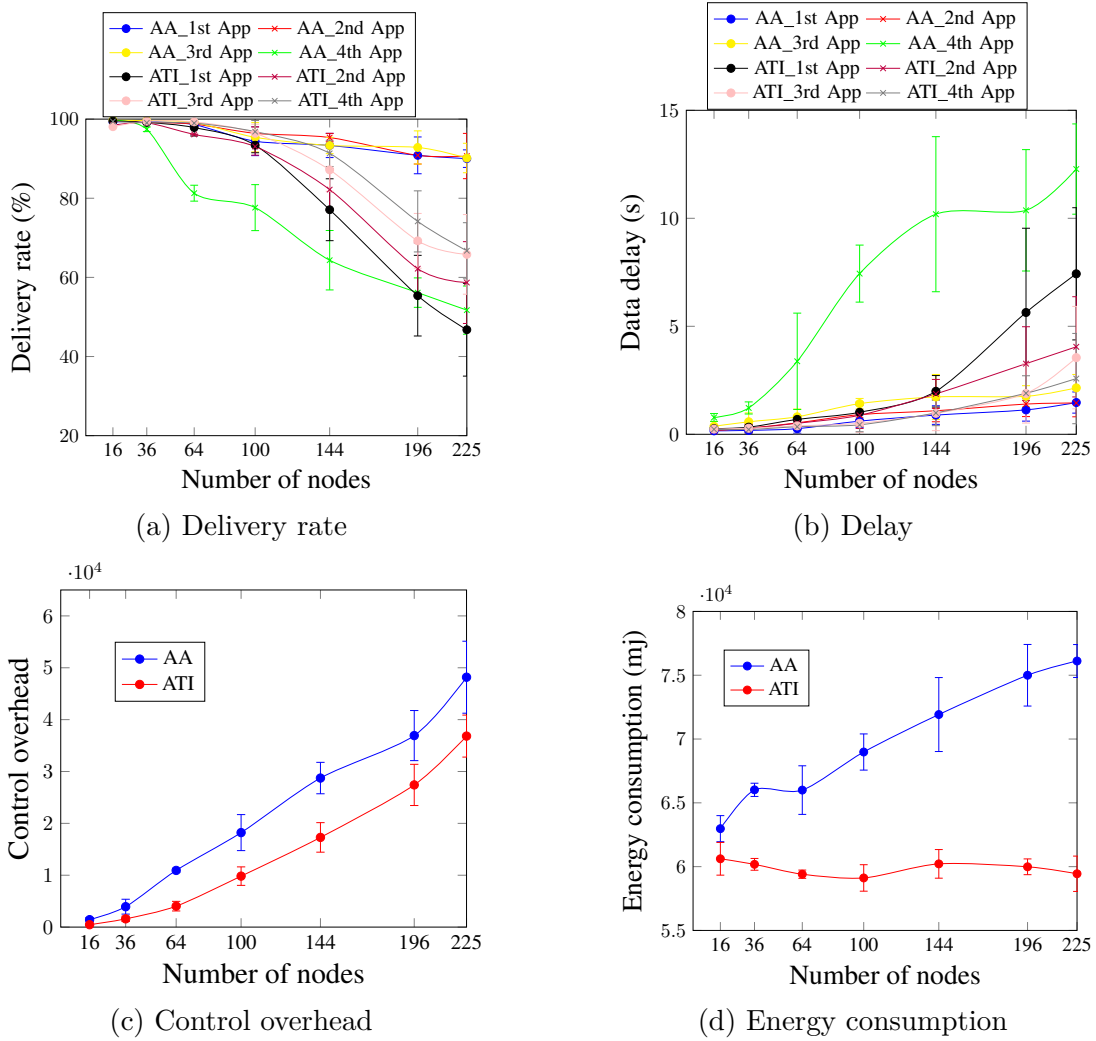 AA_1st App AA_2nd App
AA_3rd App AA_4th App
ATI_1st App ATI_2nd App
ATI_3rd App ATI_4th App
100
80
60
40
20
Delivery rate (%)
16 36 64 100 144 196 225
Number of nodes
(a) Delivery rate
AA_1st App AA_2nd App
AA_3rd App AA_4th App
ATI_1st App ATI_2nd App
ATI_3rd App ATI_4th App
15
10
5
0
Data delay (s)
16 36 64 100 144 196 225
Number of nodes
(b) Delay
·10⁴
6
5
4
3
2
1
0
Control overhead
AA
ATI
16 36 64 100 144 196 225
Number of nodes
(c) Control overhead
·10⁴
8
7.5
7
6.5
6
5.5
Energy consumption (mj)
AA
ATI
16 36 64 100 144 196 225
Number of nodes
(d) Energy consumption